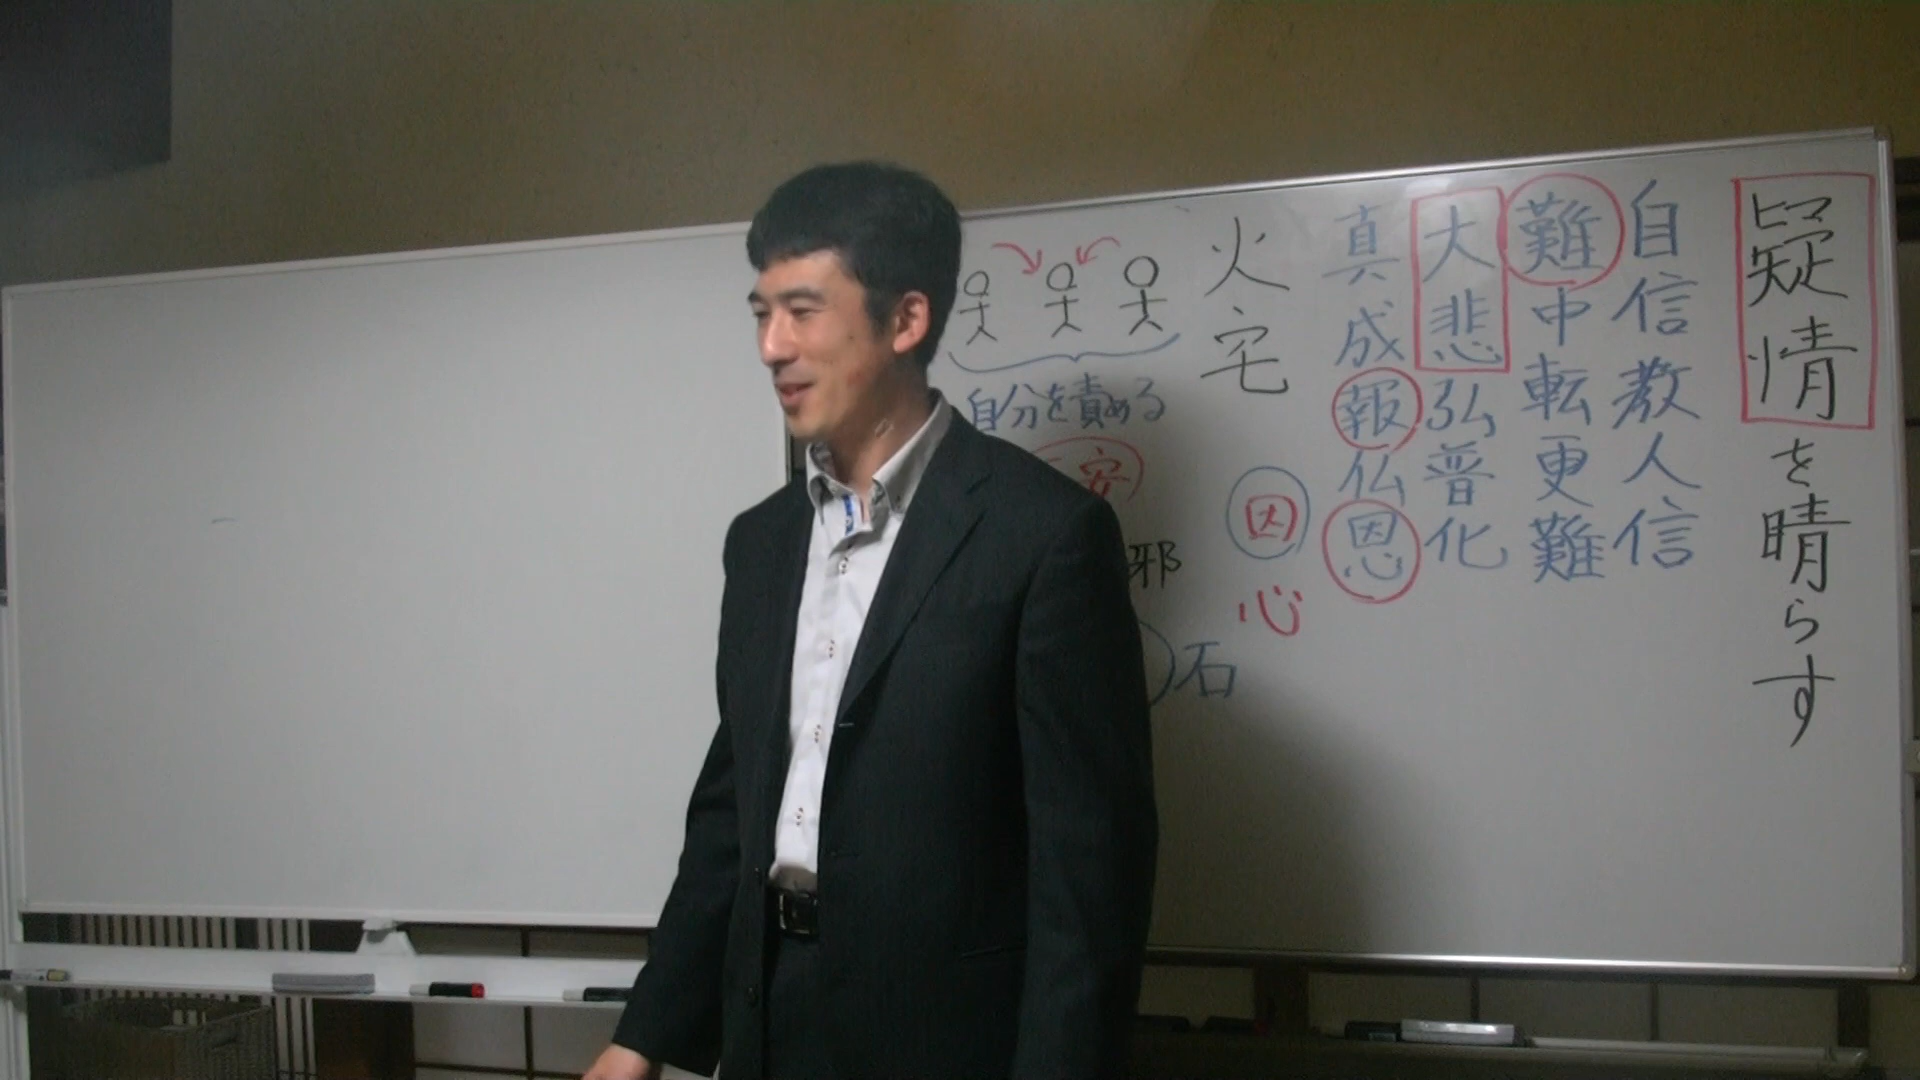 疑情を晴らす
自信教人信
難中転更難
大悲弘普化
真成報仏恩
火宅
因
心
自分を責める
安
邪
石